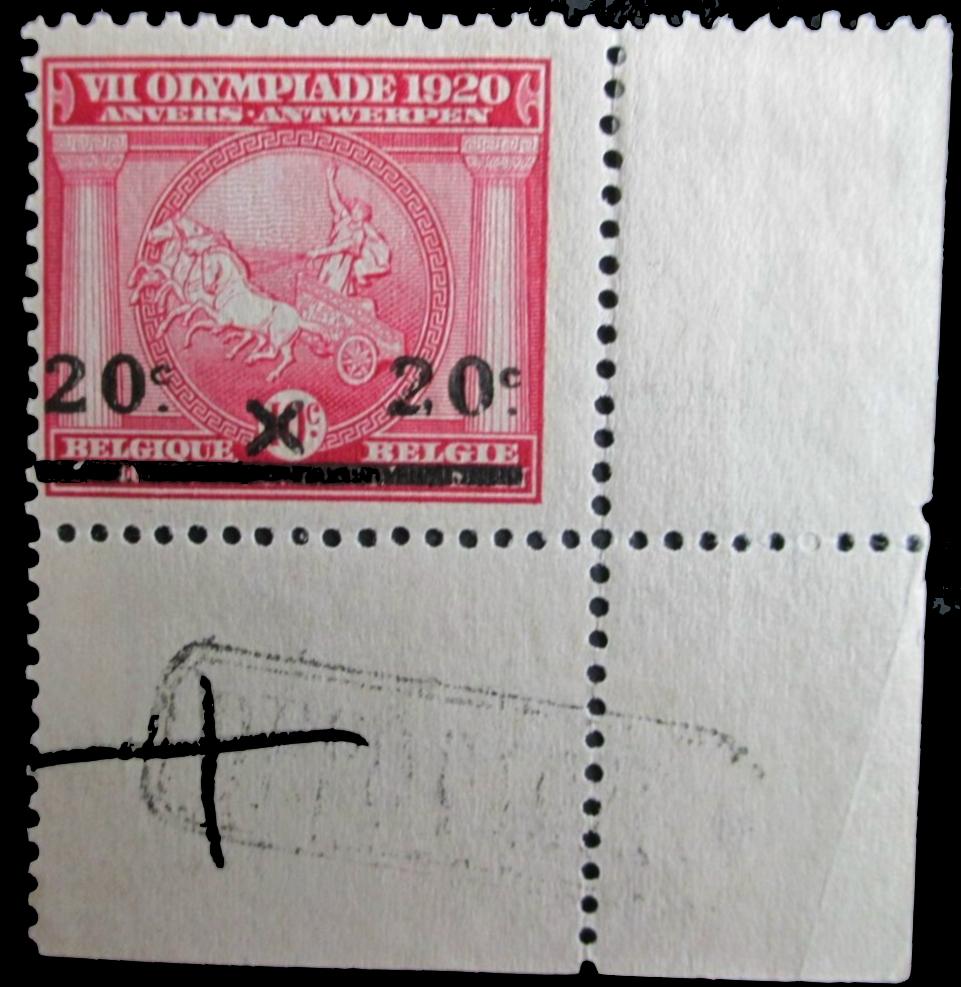 VII OLYMPIADE 1920
ANVERS · ANTWERPEN
20c. 20c.
X
BELGIQUE BELGIE